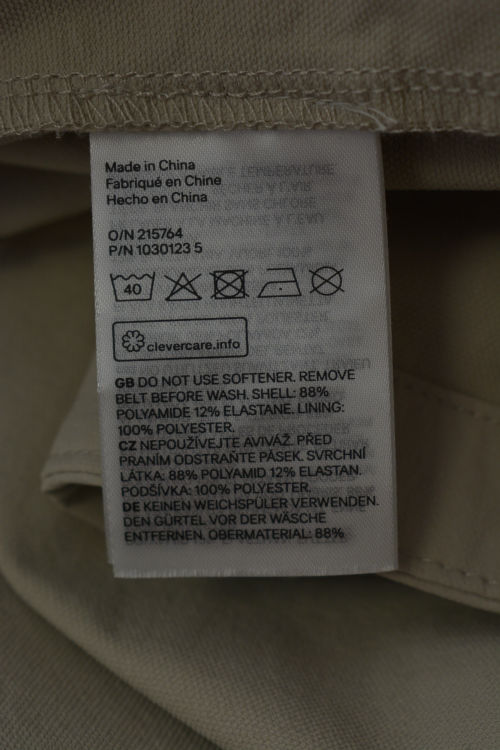 Made in China
Fabriqué en Chine
Hecho en China
O/N 215764
P/N 1030123 5
40
clevercare.info
GB DO NOT USE SOFTENER. REMOVE
BELT BEFORE WASH. SHELL: 88%
POLYAMIDE 12% ELASTANE. LINING:
100% POLYESTER.
CZ NEPOUŽÍVEJTE AVIVÁŽ. PŘED
PRANÍM ODSTRAŇTE PÁSEK. SVRCHNÍ
LÁTKA: 88% POLYAMID 12% ELASTAN.
PODŠÍVKA: 100% POLYESTER.
DE KEINEN WEICHSPÜLER VERWENDEN.
DEN GÜRTEL VOR DER WÄSCHE
ENTFERNEN. OBERMATERIAL: 88%